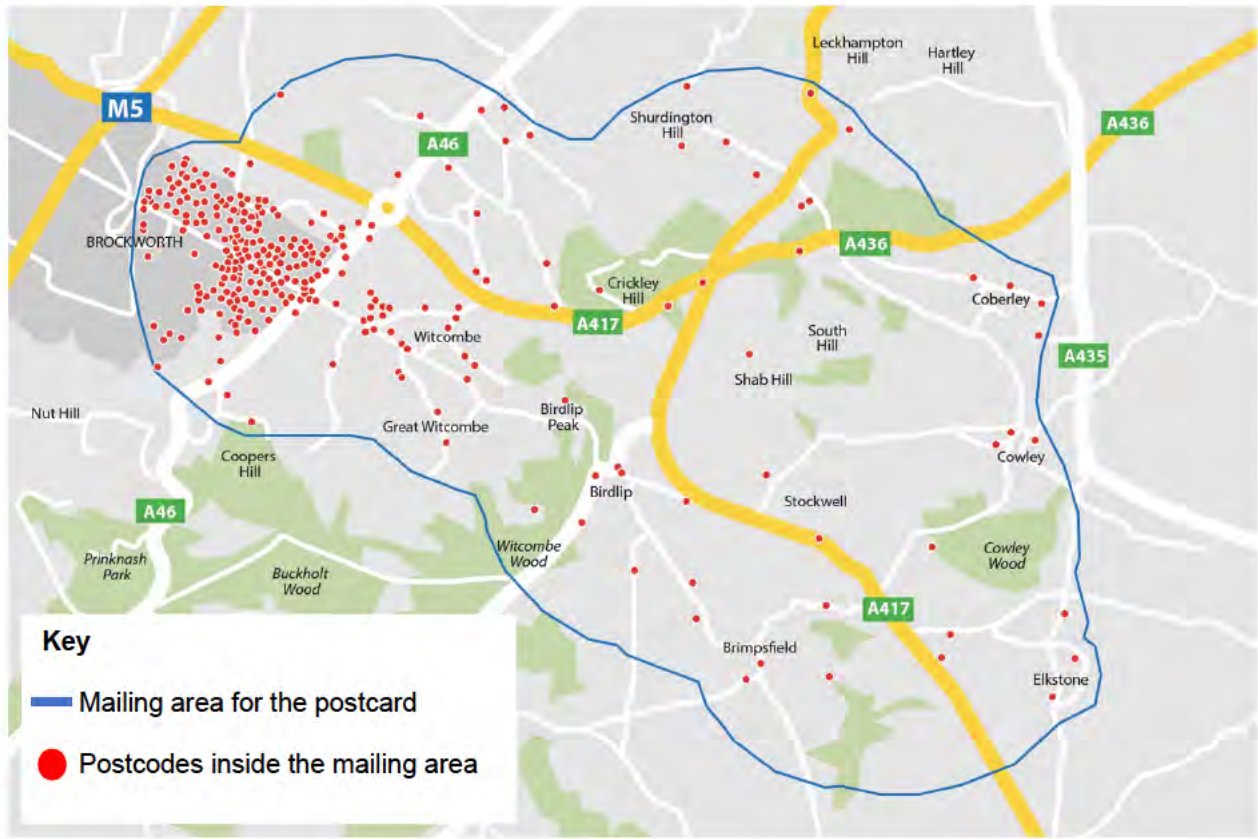 Leckhampton
Hill
Hartley
Hill
M5
Shurdington
Hill
A436
A46
BROCKWORTH
A436
Crickley
Hill
Coberley
A417
South
Hill
Witcombe
A435
Shab Hill
Nut Hill
Birdlip
Peak
Great Witcombe
Coopers
Hill
Cowley
Birdlip
Stockwell
A46
Witcombe
Wood
Cowley
Wood
Prinknash
Park
Buckholt
Wood
A417
Key
Brimpsfield
Elkstone
Mailing area for the postcard
Postcodes inside the mailing area